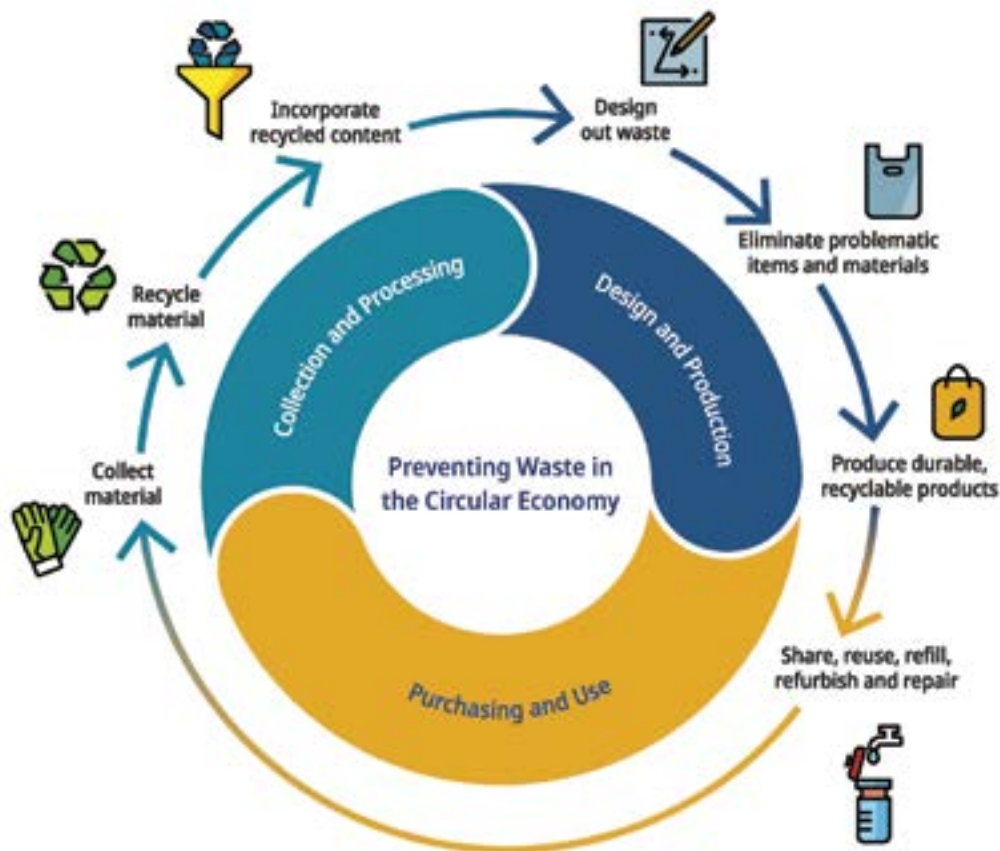 Incorporate
recycled content
Design
out waste
Eliminate problematic
items and materials
Recycle
material
Collection and Processing
Design and Production
Produce durable,
recyclable products
Collect
material
Preventing Waste in
the Circular Economy
Share, reuse, refill,
refurbish and repair
Purchasing and Use